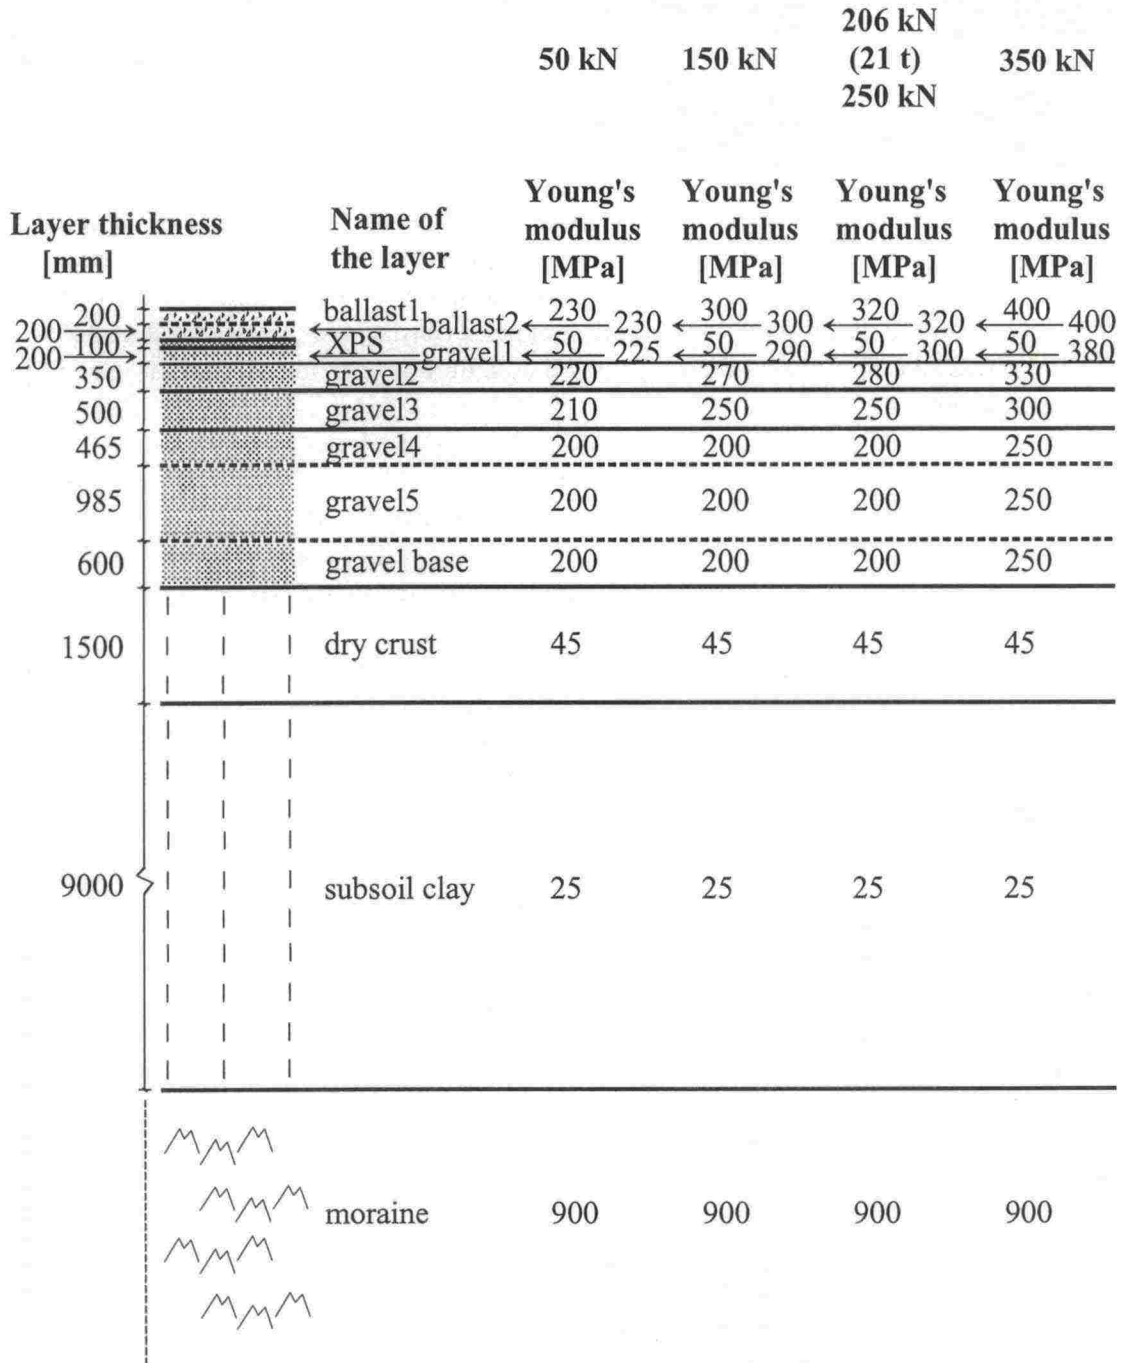 206 kN
50 kN 150 kN (21 t) 350 kN
250 kN
Young's Young's Young's Young's
Layer thickness Name of modulus modulus modulus modulus
[mm] the layer [MPa] [MPa] [MPa] [MPa]
200 ballast1 230 300 320 400
200 ballast2 230 300 320 400
100 XPS 50 50 50 50
200 gravel1 225 290 300 380
350 gravel2 220 270 280 330
500 gravel3 210 250 250 300
465 gravel4 200 200 200 250
985 gravel5 200 200 200 250
600 gravel base 200 200 200 250
1500 dry crust 45 45 45 45
9000 subsoil clay 25 25 25 25
moraine 900 900 900 900